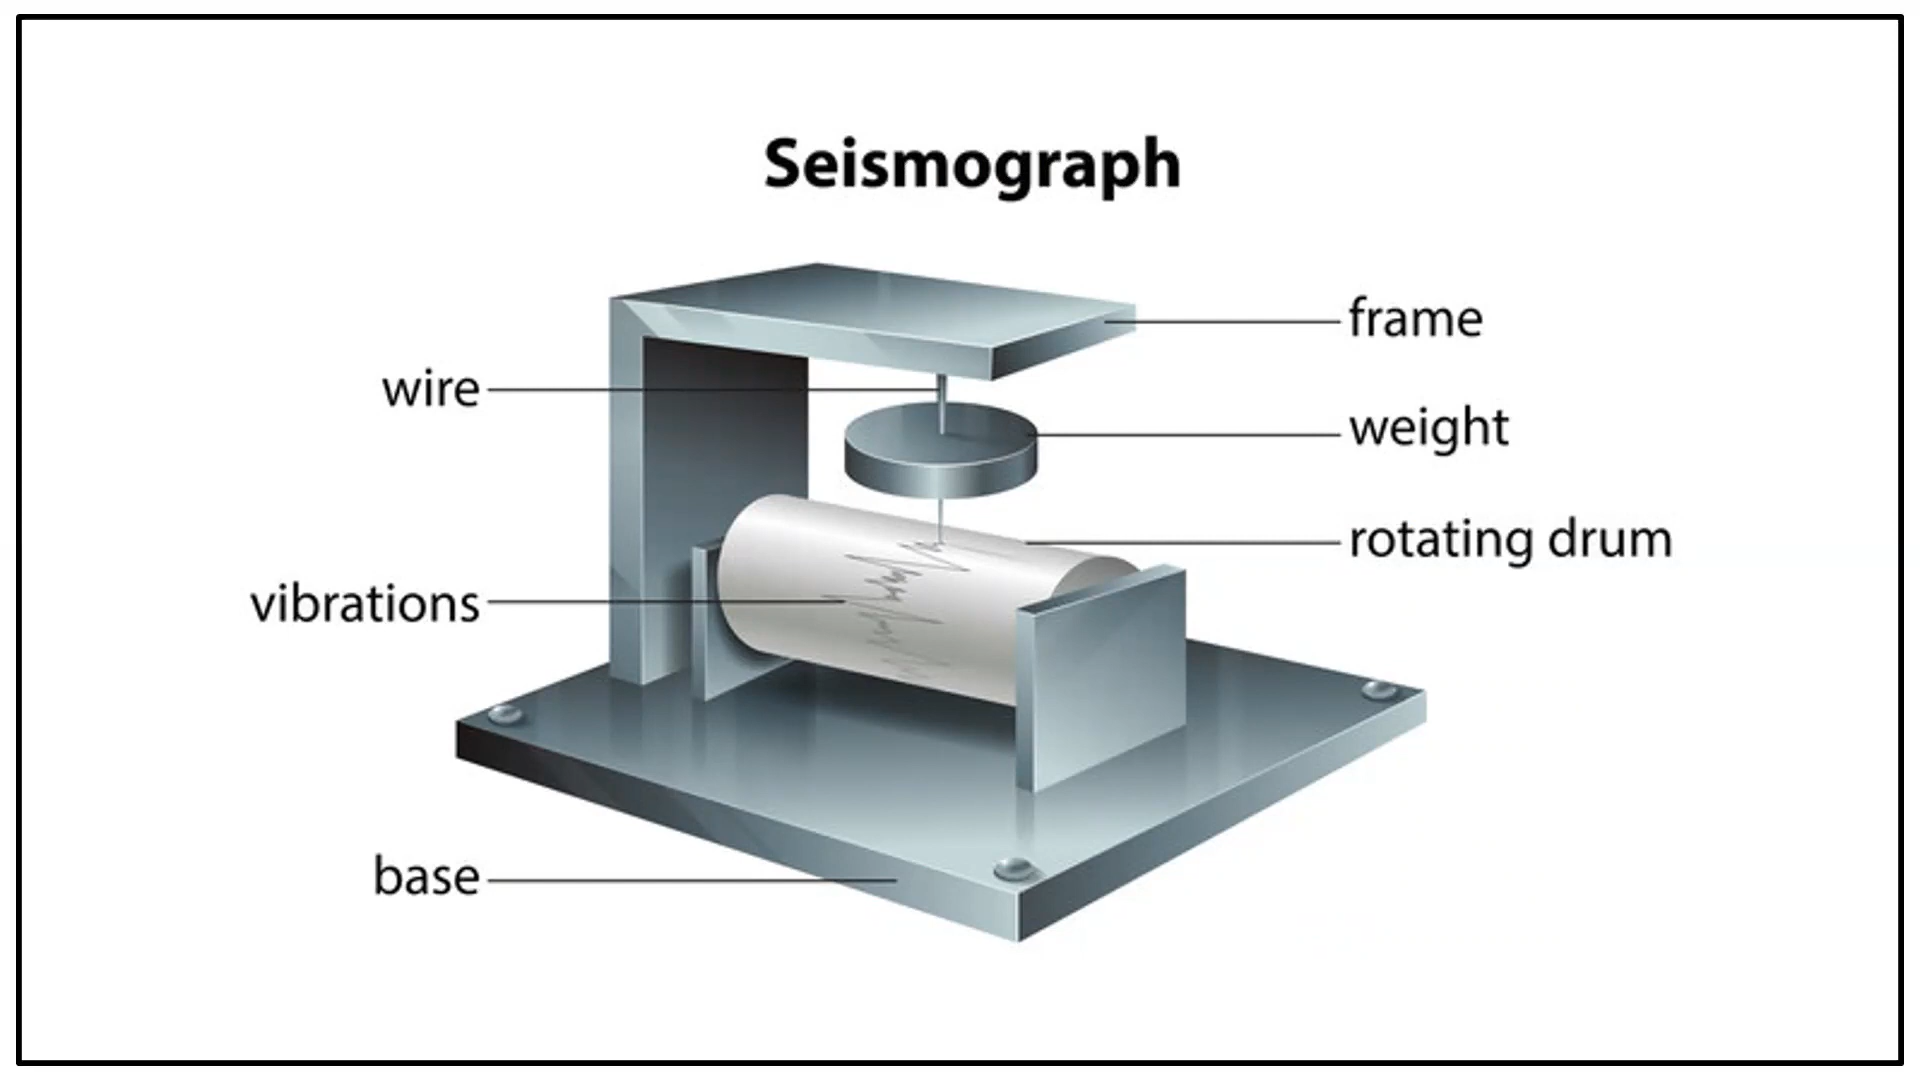 Seismograph
frame
wire
weight
rotating drum
vibrations
base